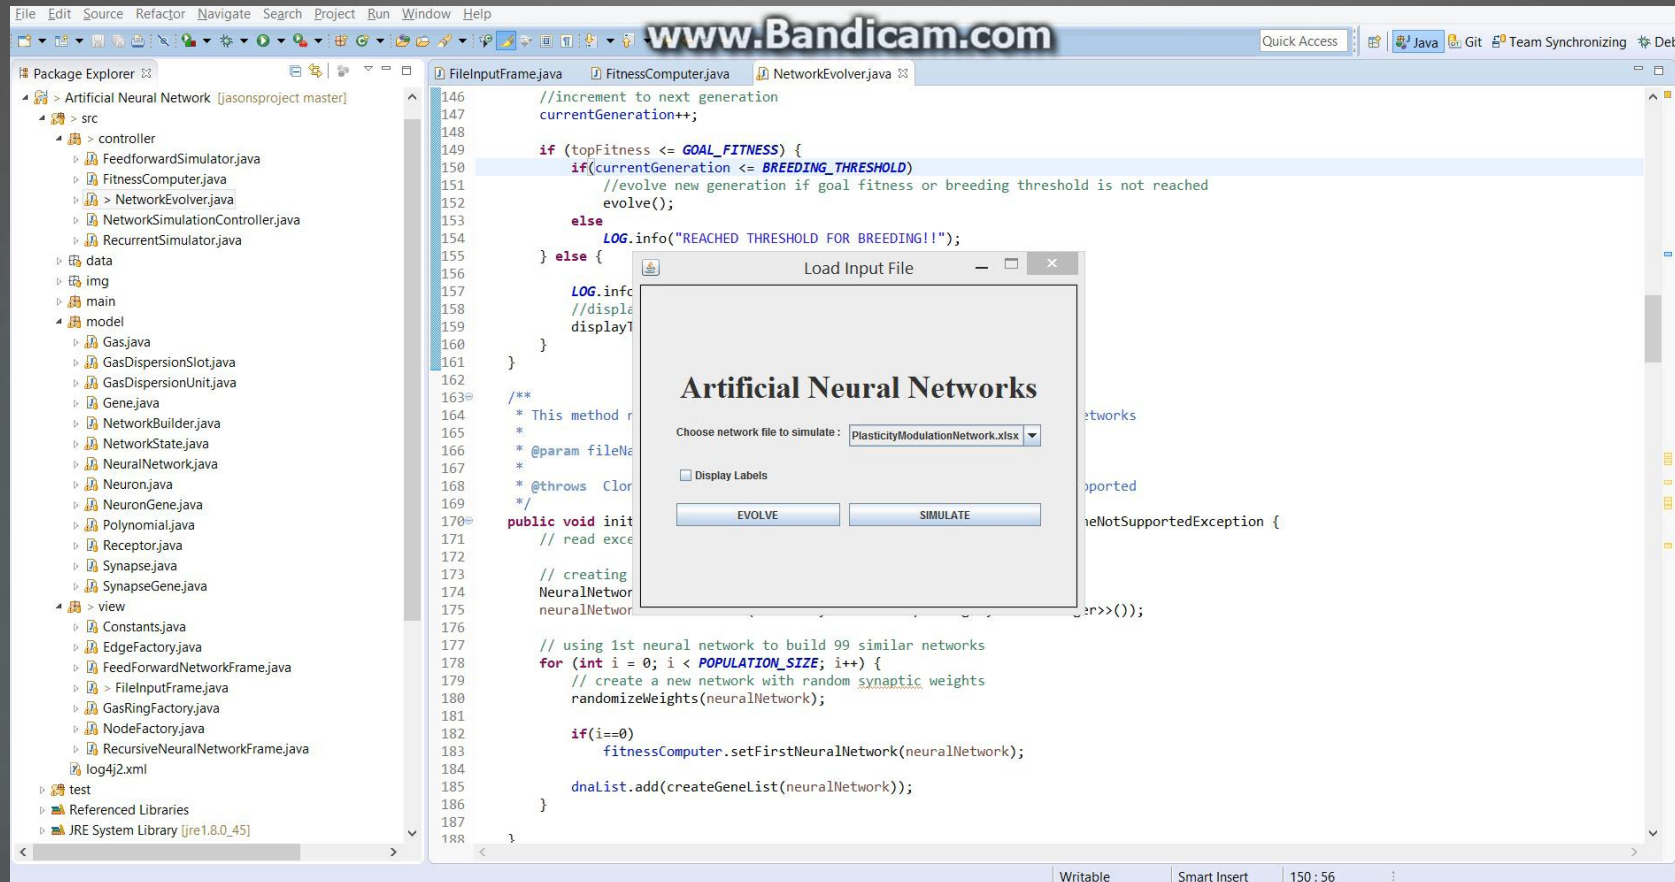 File Edit Source Refactor Navigate Search Project Run Window Help
www.Bandicam.com
Quick Access Java Git Team Synchronizing Deb
Package Explorer
FileInputFrame.java FitnessComputer.java NetworkEvolver.java
> Artificial Neural Network [jasonsproject master]
> src
> controller
FeedforwardSimulator.java
FitnessComputer.java
> NetworkEvolver.java
NetworkSimulationController.java
RecurrentSimulator.java
data
img
main
model
Gas.java
GasDispersionSlot.java
GasDispersionUnit.java
Gene.java
NetworkBuilder.java
NetworkState.java
NeuralNetwork.java
Neuron.java
NeuronGene.java
Polynomial.java
Receptor.java
Synapse.java
SynapseGene.java
> view
Constants.java
EdgeFactory.java
FeedForwardNetworkFrame.java
> FileInputFrame.java
GasRingFactory.java
NodeFactory.java
RecursiveNeuralNetworkFrame.java
log4j2.xml
test
Referenced Libraries
JRE System Library [jre1.8.0_45]
146 //increment to next generation
147 currentGeneration++;
148
149 if (topFitness <= GOAL_FITNESS) {
150 if(currentGeneration <= BREEDING_THRESHOLD)
151 //evolve new generation if goal fitness or breeding threshold is not reached
152 evolve();
153 else
154 LOG.info("REACHED THRESHOLD FOR BREEDING!!");
155 } else {
156
157 LOG.info
158 //displa
159 display
160 }
161 }
162
163 /**
164 * This method etworks
165 *
166 * @param fileNa
167 *
168 * @throws Clon pported
169 */
170 public void init neNotSupportedException {
171 // read exce
172
173 // creating
174 NeuralNetwor
175 neuralNetwor er>>());
176
177 // using 1st neural network to build 99 similar networks
178 for (int i = 0; i < POPULATION_SIZE; i++) {
179 // create a new network with random synaptic weights
180 randomizeWeights(neuralNetwork);
181
182 if(i==0)
183 fitnessComputer.setFirstNeuralNetwork(neuralNetwork);
184
185 dnaList.add(createGeneList(neuralNetwork));
186 }
187
188 }
Load Input File
Artificial Neural Networks
Choose network file to simulate : PlasticityModulationNetwork.xlsx
Display Labels
EVOLVE SIMULATE
Writable Smart Insert 150 : 56